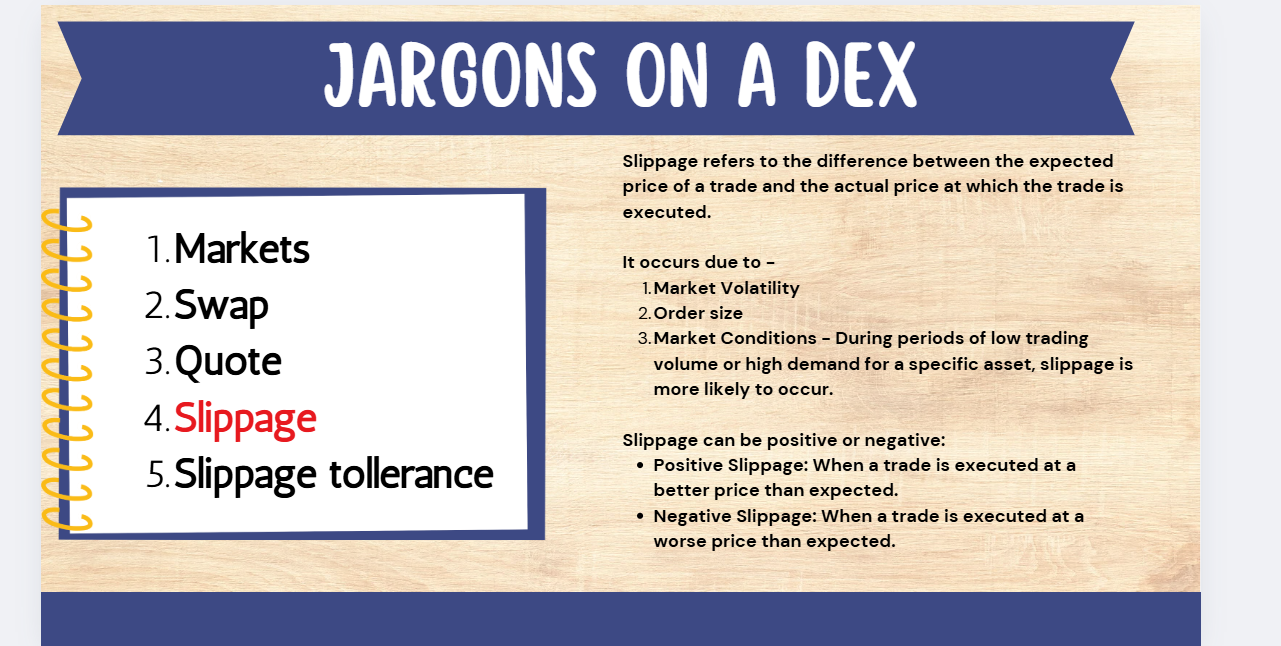 JARGONS ON A DEX
1. Markets
2. Swap
3. Quote
4. Slippage
5. Slippage tollerance
Slippage refers to the difference between the expected
price of a trade and the actual price at which the trade is
executed.
It occurs due to -
1. Market Volatility
2. Order size
3. Market Conditions - During periods of low trading
volume or high demand for a specific asset, slippage is
more likely to occur.
Slippage can be positive or negative:
• Positive Slippage: When a trade is executed at a
better price than expected.
• Negative Slippage: When a trade is executed at a
worse price than expected.